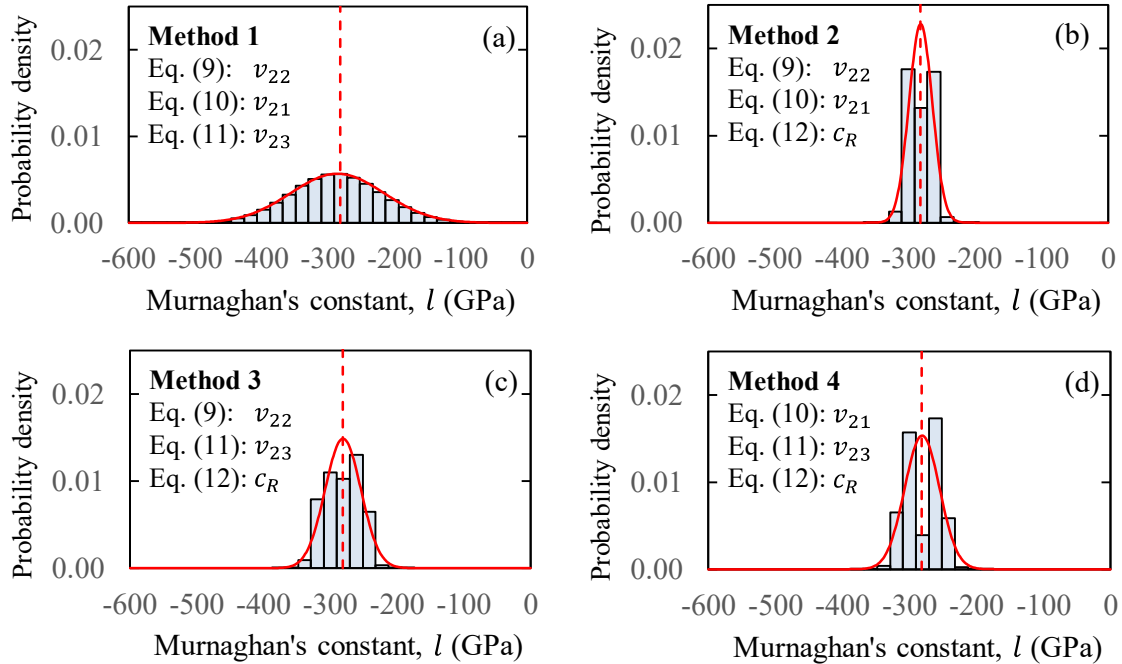 Probability density
0.02
0.01
0.00
Method 1
Eq. (9): v₂₂
Eq. (10): v₂₁
Eq. (11): v₂₃
(a)
-600 -500 -400 -300 -200 -100 0
Murnaghan's constant, l (GPa)
Probability density
0.02
0.01
0.00
Method 2
Eq. (9): v₂₂
Eq. (10): v₂₁
Eq. (12): c_R
(b)
-600 -500 -400 -300 -200 -100 0
Murnaghan's constant, l (GPa)
Probability density
0.02
0.01
0.00
Method 3
Eq. (9): v₂₂
Eq. (11): v₂₃
Eq. (12): c_R
(c)
-600 -500 -400 -300 -200 -100 0
Murnaghan's constant, l (GPa)
Probability density
0.02
0.01
0.00
Method 4
Eq. (10): v₂₁
Eq. (11): v₂₃
Eq. (12): c_R
(d)
-600 -500 -400 -300 -200 -100 0
Murnaghan's constant, l (GPa)